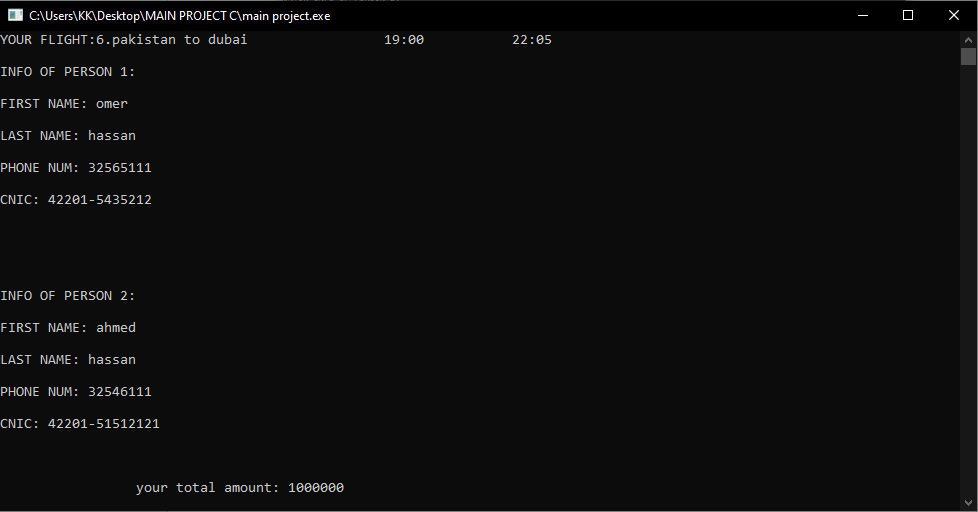 C:\Users\KK\Desktop\MAIN PROJECT C\main project.exe
YOUR FLIGHT:6.pakistan to dubai 19:00 22:05
INFO OF PERSON 1:
FIRST NAME: omer
LAST NAME: hassan
PHONE NUM: 32565111
CNIC: 42201-5435212
INFO OF PERSON 2:
FIRST NAME: ahmed
LAST NAME: hassan
PHONE NUM: 32546111
CNIC: 42201-51512121
your total amount: 1000000